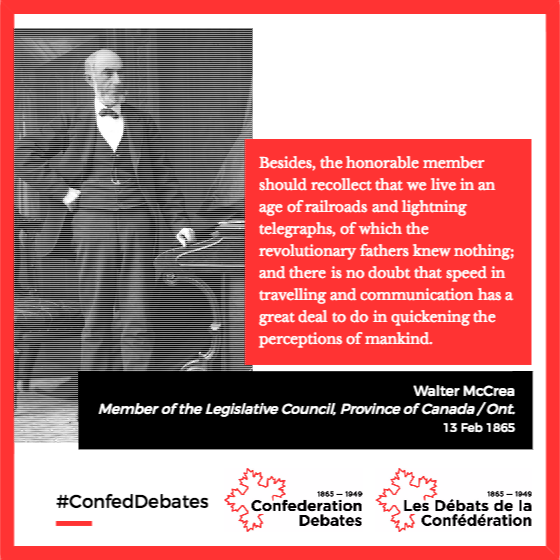 Besides, the honorable member
should recollect that we live in an
age of railroads and lightning
telegraphs, of which the
revolutionary fathers knew nothing;
and there is no doubt that speed in
travelling and communication has a
great deal to do in quickening the
perceptions of mankind.
Walter McCrea
Member of the Legislative Council, Province of Canada / Ont.
13 Feb 1865
#ConfedDebates
1865 — 1949
Confederation
Debates
1865 — 1949
Les Débats de la
Confédération